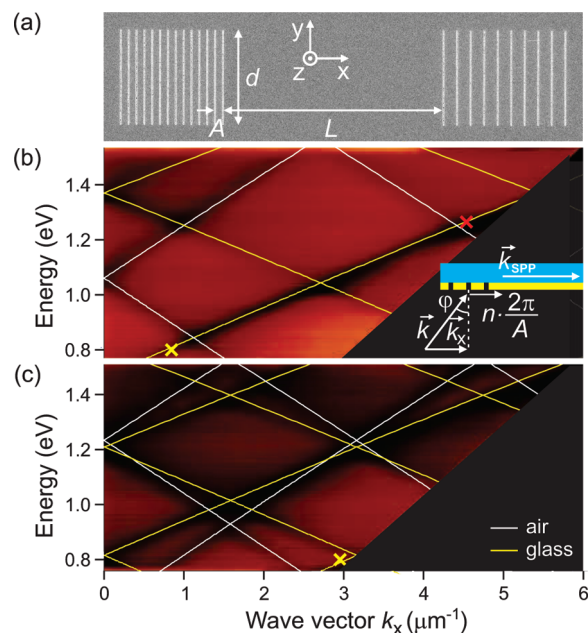 (a)
y
z
x
d
A
L
(b)
Energy (eV)
1.4
1.2
1.0
0.8
k_SPP
φ
k
k_x
n · 2π/A
(c)
Energy (eV)
1.4
1.2
1.0
0.8
air
glass
0 1 2 3 4 5 6
Wave vector k_x (μm⁻¹)